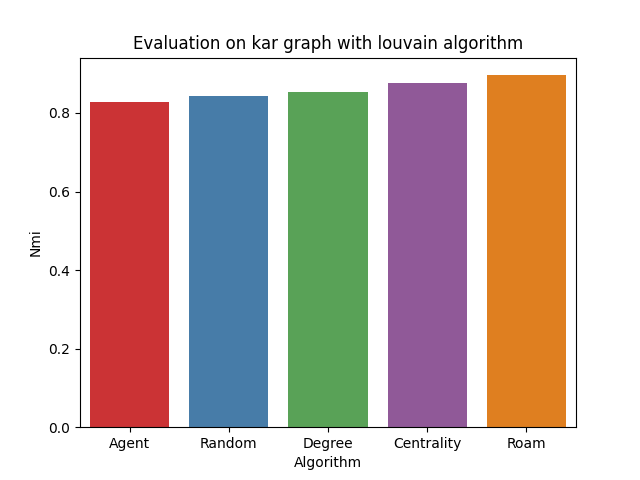 Evaluation on kar graph with louvain algorithm
Nmi
0.8
0.6
0.4
0.2
0.0
Agent Random Degree Centrality Roam
Algorithm